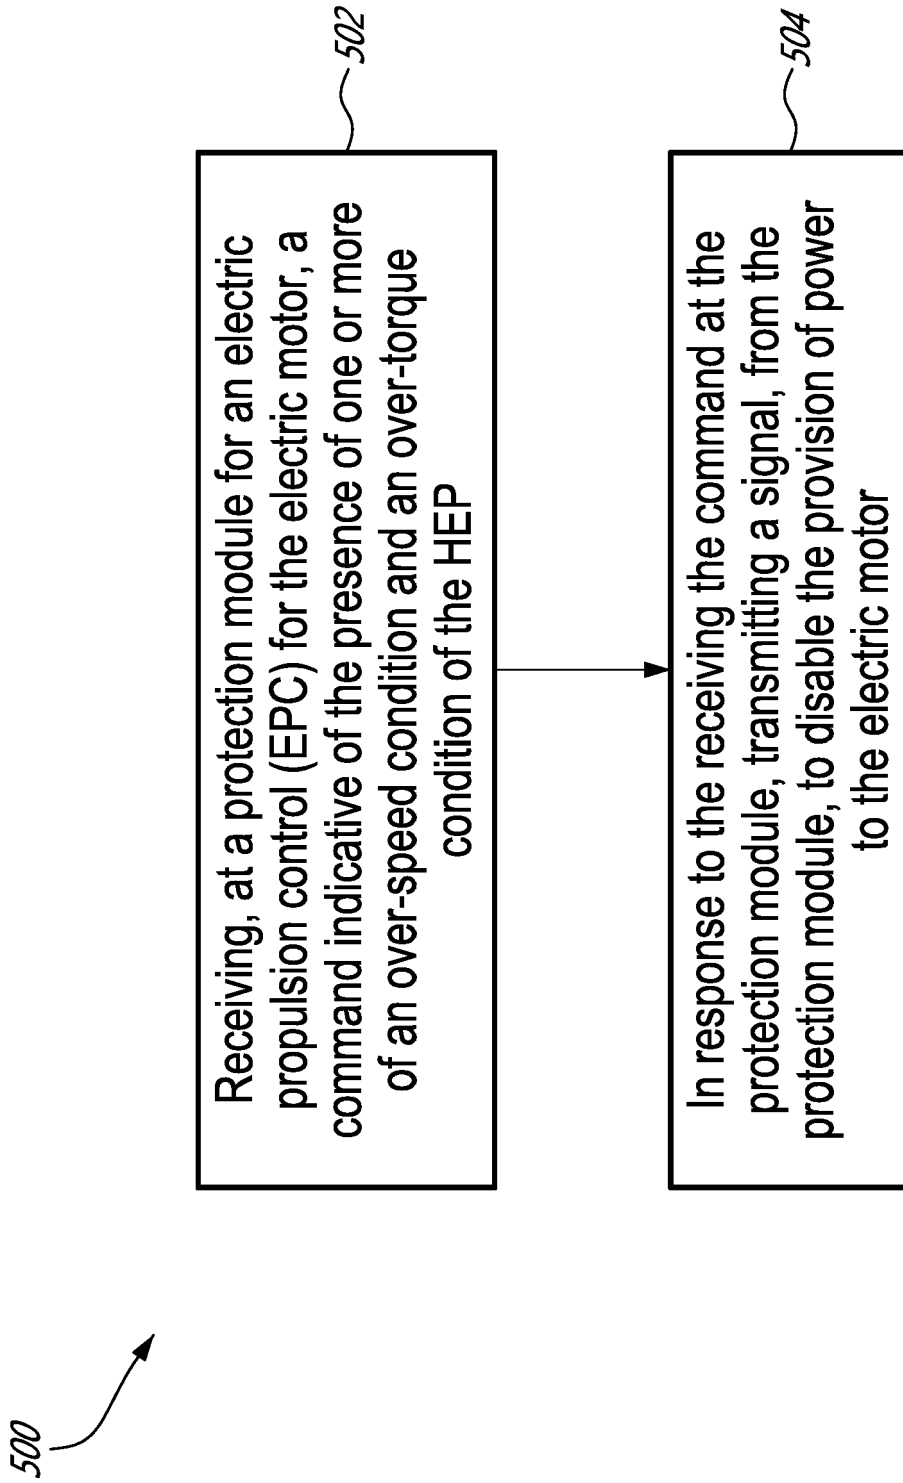 500
502
Receiving, at a protection module for an electric
propulsion control (EPC) for the electric motor, a
command indicative of the presence of one or more
of an over-speed condition and an over-torque
condition of the HEP
504
In response to the receiving the command at the
protection module, transmitting a signal, from the
protection module, to disable the provision of power
to the electric motor